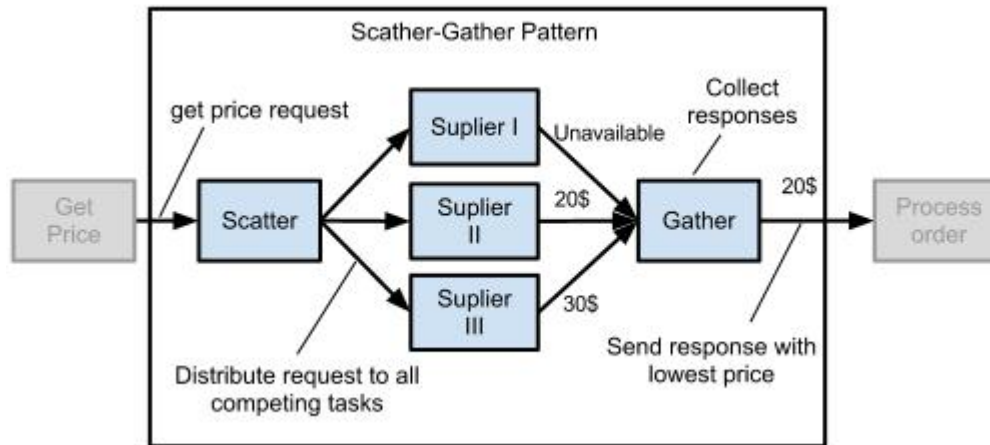 Scather-Gather Pattern
get price request
Collect
responses
Suplier I
Unavailable
Get
Price
Scatter
Suplier
II
20$
Gather
20$
Process
order
Suplier
III
30$
Distribute request to all
competing tasks
Send response with
lowest price